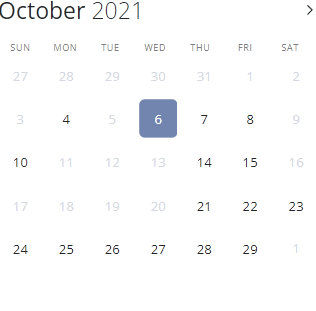 October 2021
SUN MON TUE WED THU FRI SAT
27 28 29 30 31 1 2
3 4 5 6 7 8 9
10 11 12 13 14 15 16
17 18 19 20 21 22 23
24 25 26 27 28 29 1